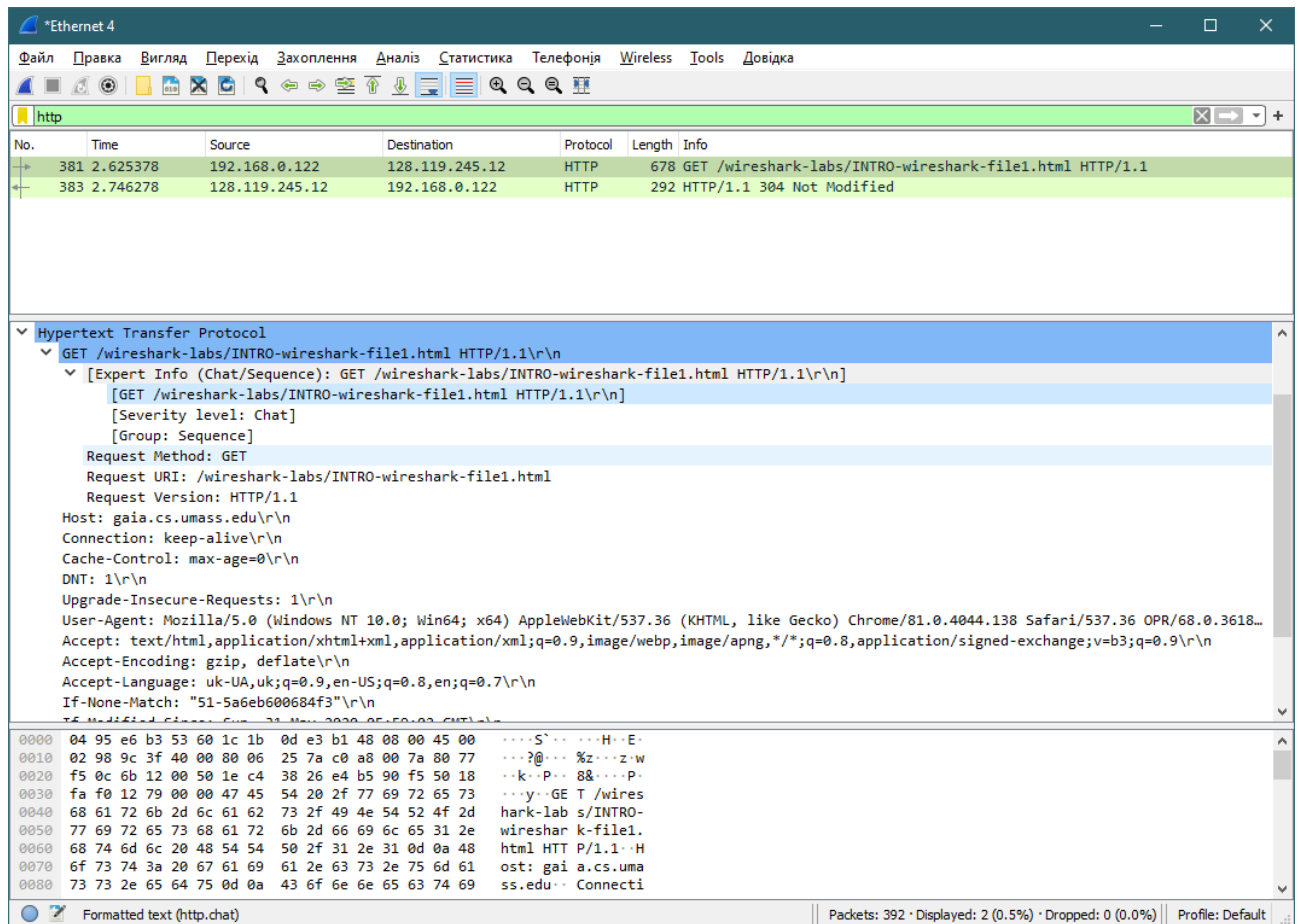 *Ethernet 4
Файл Правка Вигляд Перехід Захоплення Аналіз Статистика Телефонія Wireless Tools Довідка
http
No. Time Source Destination Protocol Length Info
381 2.625378 192.168.0.122 128.119.245.12 HTTP 678 GET /wireshark-labs/INTRO-wireshark-file1.html HTTP/1.1
383 2.746278 128.119.245.12 192.168.0.122 HTTP 292 HTTP/1.1 304 Not Modified
Hypertext Transfer Protocol
GET /wireshark-labs/INTRO-wireshark-file1.html HTTP/1.1\r\n
[Expert Info (Chat/Sequence): GET /wireshark-labs/INTRO-wireshark-file1.html HTTP/1.1\r\n]
[GET /wireshark-labs/INTRO-wireshark-file1.html HTTP/1.1\r\n]
[Severity level: Chat]
[Group: Sequence]
Request Method: GET
Request URI: /wireshark-labs/INTRO-wireshark-file1.html
Request Version: HTTP/1.1
Host: gaia.cs.umass.edu\r\n
Connection: keep-alive\r\n
Cache-Control: max-age=0\r\n
DNT: 1\r\n
Upgrade-Insecure-Requests: 1\r\n
User-Agent: Mozilla/5.0 (Windows NT 10.0; Win64; x64) AppleWebKit/537.36 (KHTML, like Gecko) Chrome/81.0.4044.138 Safari/537.36 OPR/68.0.3618…
Accept: text/html,application/xhtml+xml,application/xml;q=0.9,image/webp,image/apng,*/*;q=0.8,application/signed-exchange;v=b3;q=0.9\r\n
Accept-Encoding: gzip, deflate\r\n
Accept-Language: uk-UA,uk;q=0.9,en-US;q=0.8,en;q=0.7\r\n
If-None-Match: "51-5a6eb600684f3"\r\n
If-Modified-Since: Sun, 31 May 2020 05:59:02 GMT\r\n
0000 04 95 e6 b3 53 60 1c 1b 0d e3 b1 48 08 00 45 00 ····S`·· ···H··E·
0010 02 98 9c 3f 40 00 80 06 25 7a c0 a8 00 7a 80 77 ···?@··· %z···z·w
0020 f5 0c 6b 12 00 50 1e c4 38 26 e4 b5 90 f5 50 18 ··k··P·· 8&····P·
0030 fa f0 12 79 00 00 47 45 54 20 2f 77 69 72 65 73 ···y··GE T /wires
0040 68 61 72 6b 2d 6c 61 62 73 2f 49 4e 54 52 4f 2d hark-lab s/INTRO-
0050 77 69 72 65 73 68 61 72 6b 2d 66 69 6c 65 31 2e wireshar k-file1.
0060 68 74 6d 6c 20 48 54 54 50 2f 31 2e 31 0d 0a 48 html HTT P/1.1··H
0070 6f 73 74 3a 20 67 61 69 61 2e 63 73 2e 75 6d 61 ost: gai a.cs.uma
0080 73 73 2e 65 64 75 0d 0a 43 6f 6e 6e 65 63 74 69 ss.edu·· Connecti
Formatted text (http.chat) Packets: 392 · Displayed: 2 (0.5%) · Dropped: 0 (0.0%) Profile: Default